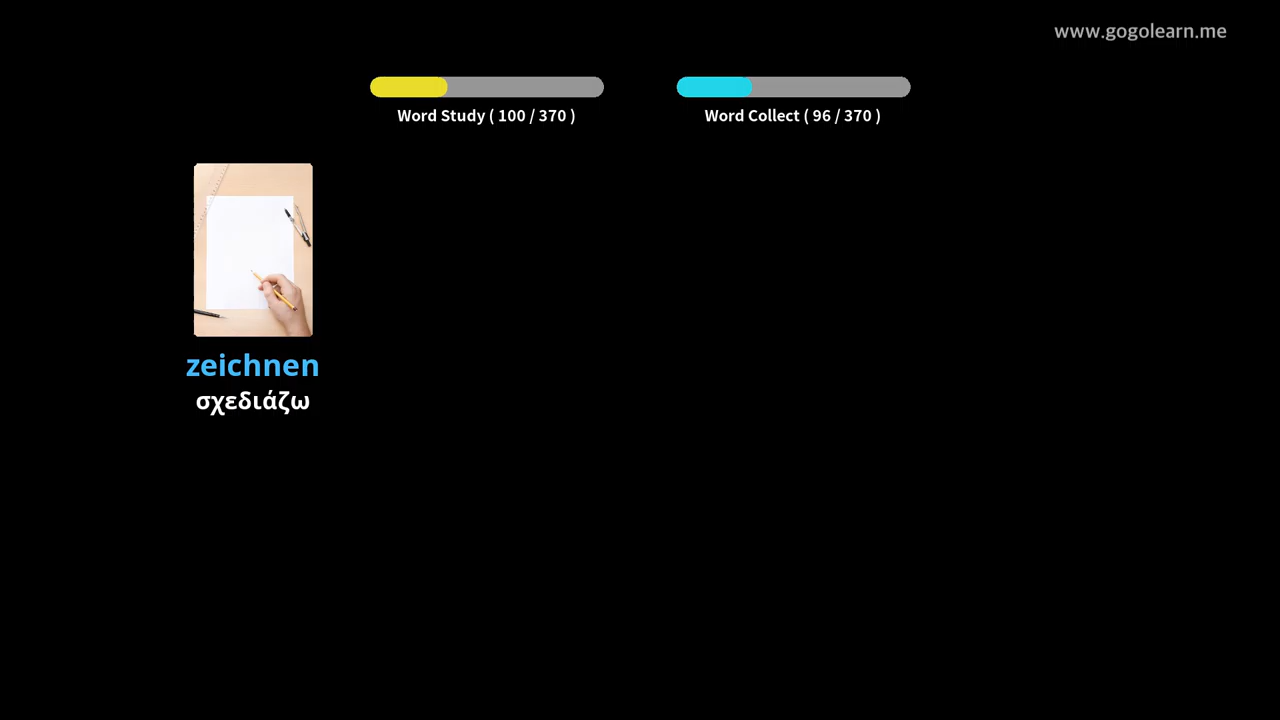 www.gogolearn.me
Word Study ( 100 / 370 )
Word Collect ( 96 / 370 )
zeichnen
σχεδιάζω